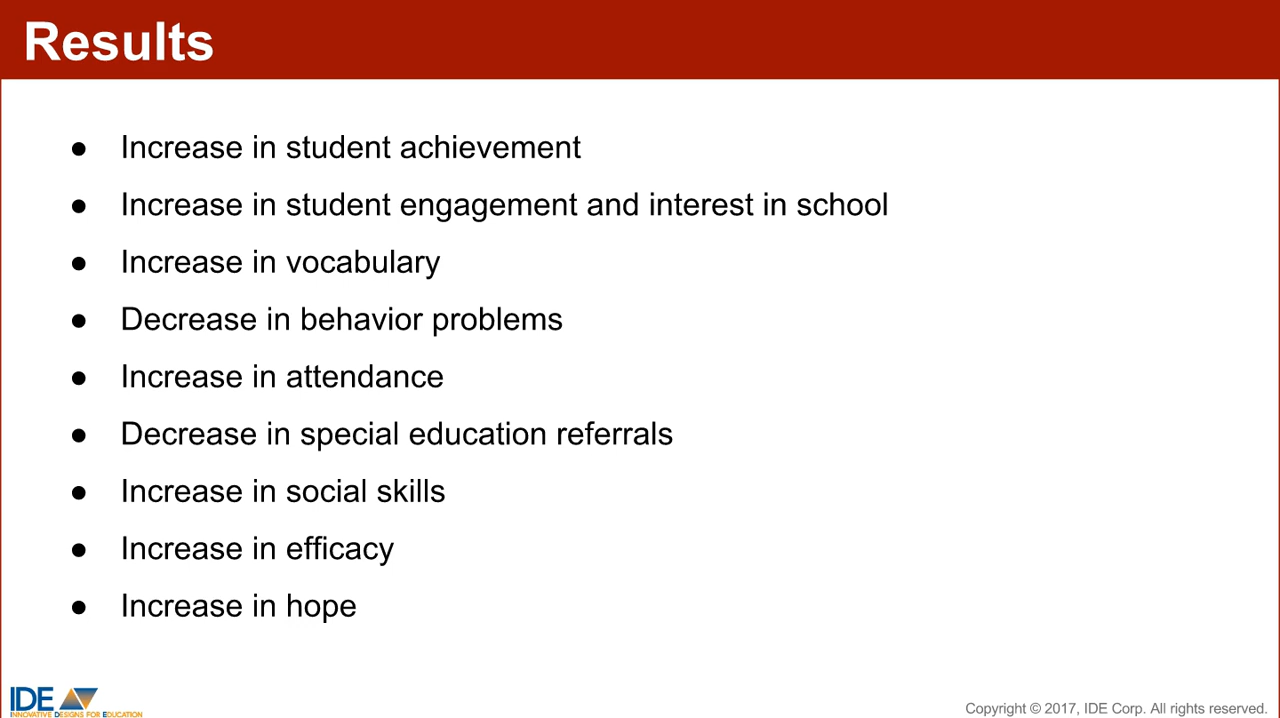 Results
● Increase in student achievement
● Increase in student engagement and interest in school
● Increase in vocabulary
● Decrease in behavior problems
● Increase in attendance
● Decrease in special education referrals
● Increase in social skills
● Increase in efficacy
● Increase in hope
IDE
INNOVATIVE DESIGNS FOR EDUCATION
Copyright © 2017, IDE Corp. All rights reserved.